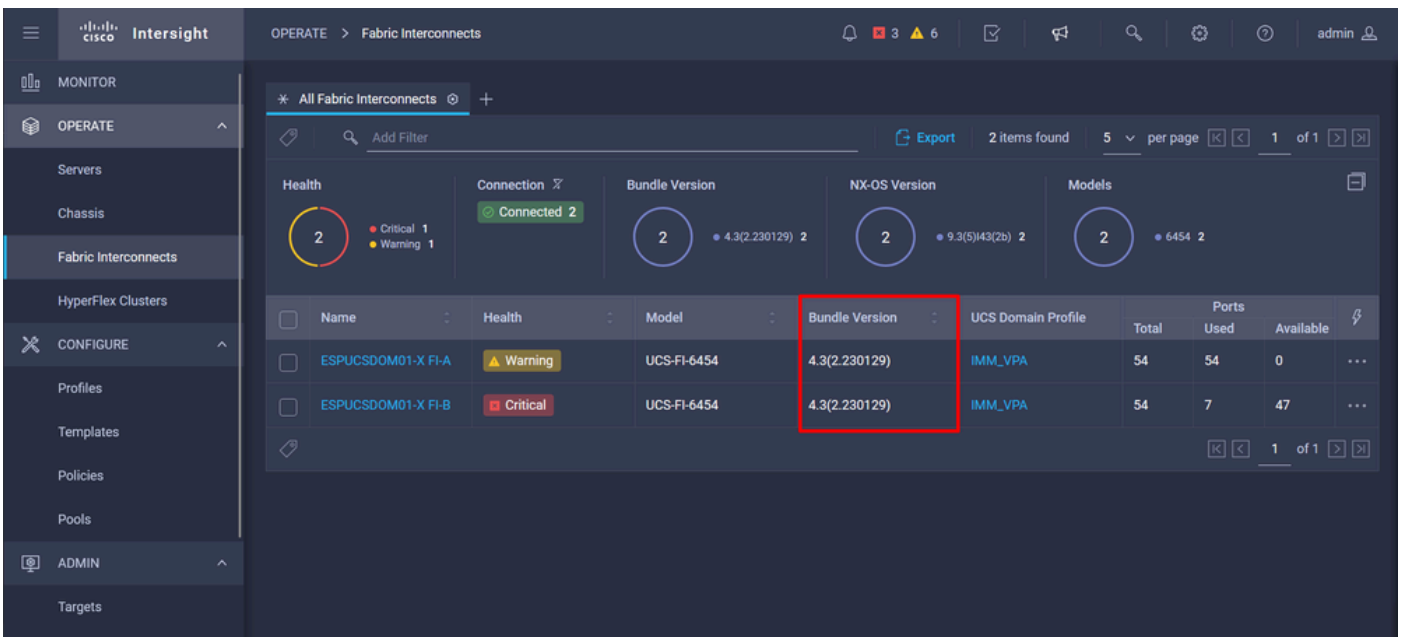 cisco Intersight
OPERATE > Fabric Interconnects
3 6
admin
MONITOR
OPERATE
Servers
Chassis
Fabric Interconnects
HyperFlex Clusters
CONFIGURE
Profiles
Templates
Policies
Pools
ADMIN
Targets
All Fabric Interconnects +
Add Filter
Export 2 items found 5 per page 1 of 1
Health
2
Critical 1
Warning 1
Connection
Connected 2
Bundle Version
2 4.3(2.230129) 2
NX-OS Version
2 9.3(5)I43(2b) 2
Models
2 6454 2
Name Health Model Bundle Version UCS Domain Profile Ports
Total Used Available
ESPUCSDOM01-X FI-A Warning UCS-FI-6454 4.3(2.230129) IMM_VPA 54 54 0 ...
ESPUCSDOM01-X FI-B Critical UCS-FI-6454 4.3(2.230129) IMM_VPA 54 7 47 ...
1 of 1